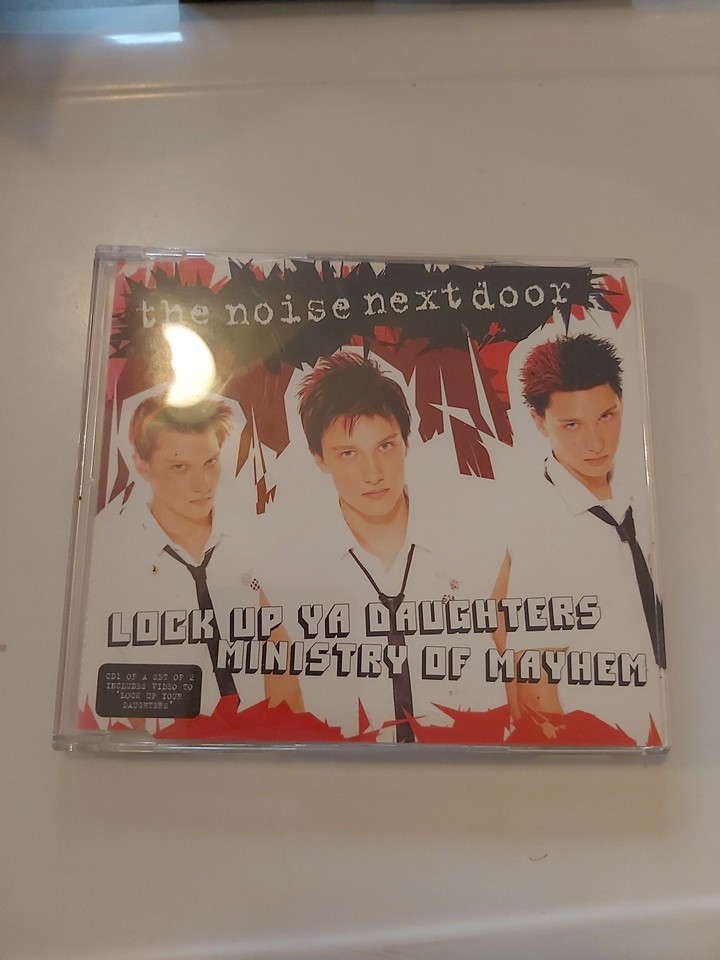 the noise next door
LOCK UP YA DAUGHTERS
MINISTRY OF MAYHEM
CD1 OF A SET OF 2
INCLUDES VIDEO TO
'LOCK UP YOUR
DAUGHTERS'